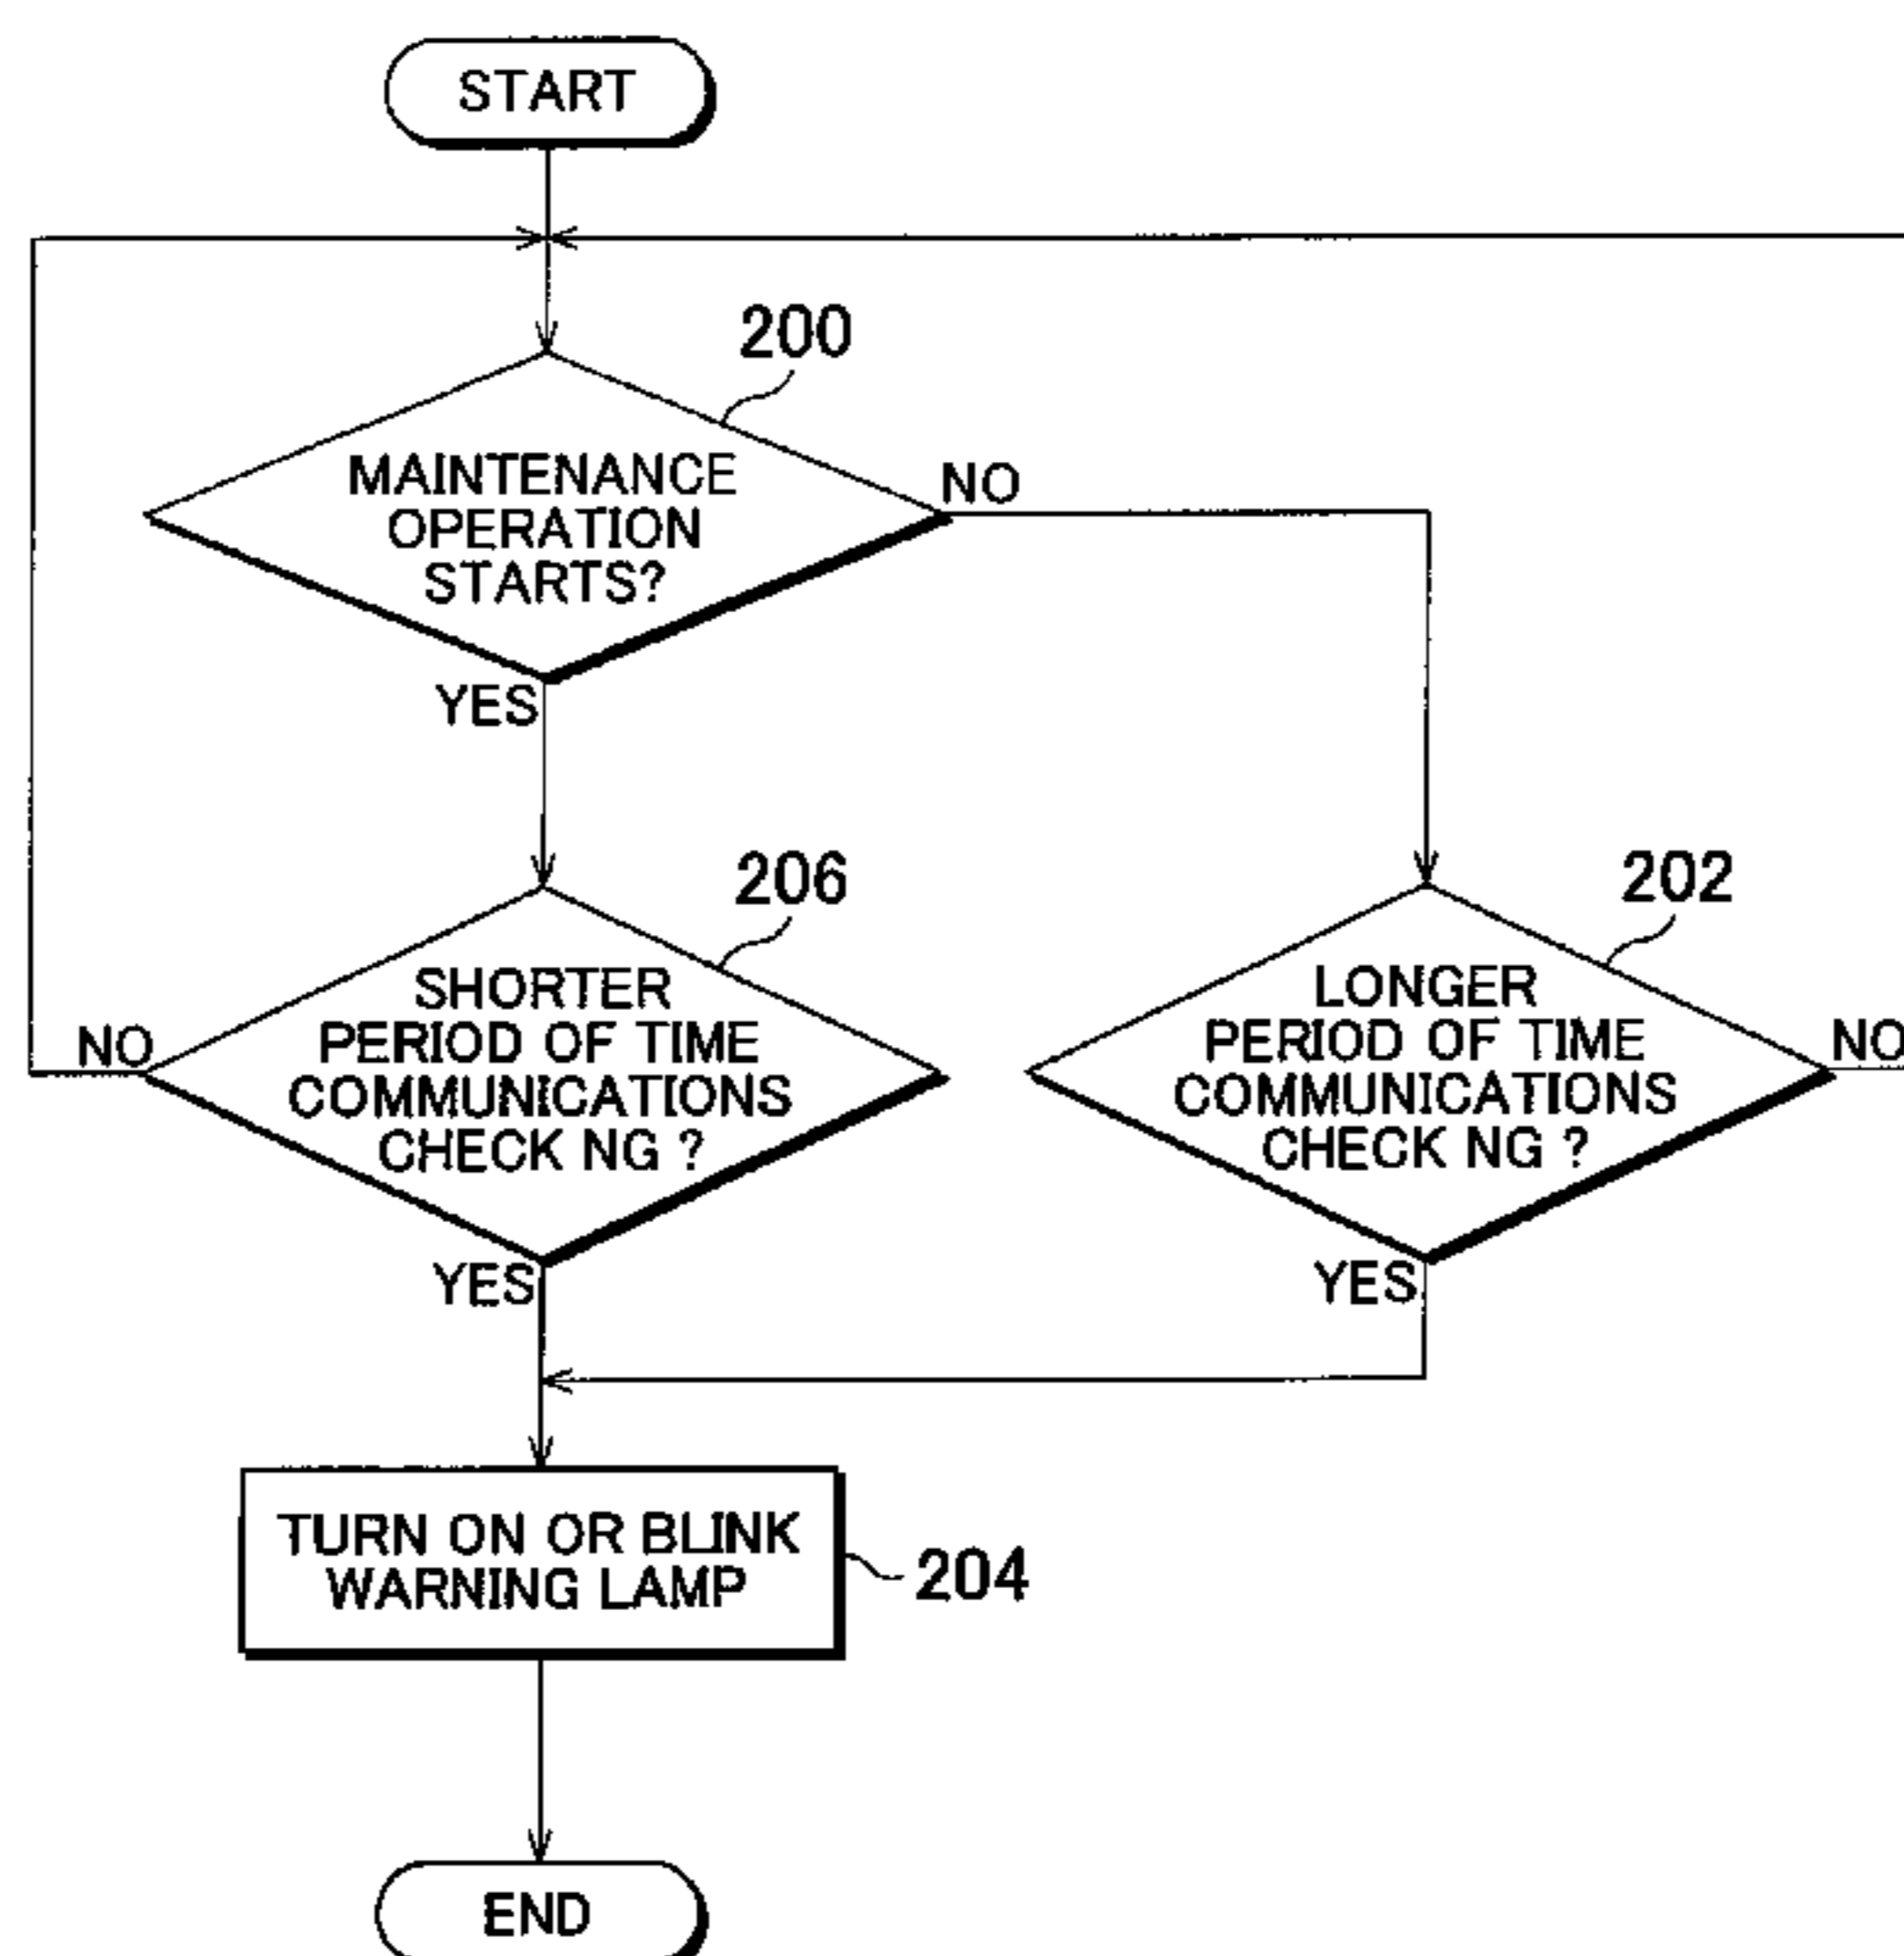 START
200
MAINTENANCE
OPERATION
STARTS?
NO
YES
206
SHORTER
PERIOD OF TIME
COMMUNICATIONS
CHECK NG ?
NO
YES
202
LONGER
PERIOD OF TIME
COMMUNICATIONS
CHECK NG ?
NO
YES
TURN ON OR BLINK
WARNING LAMP
204
END